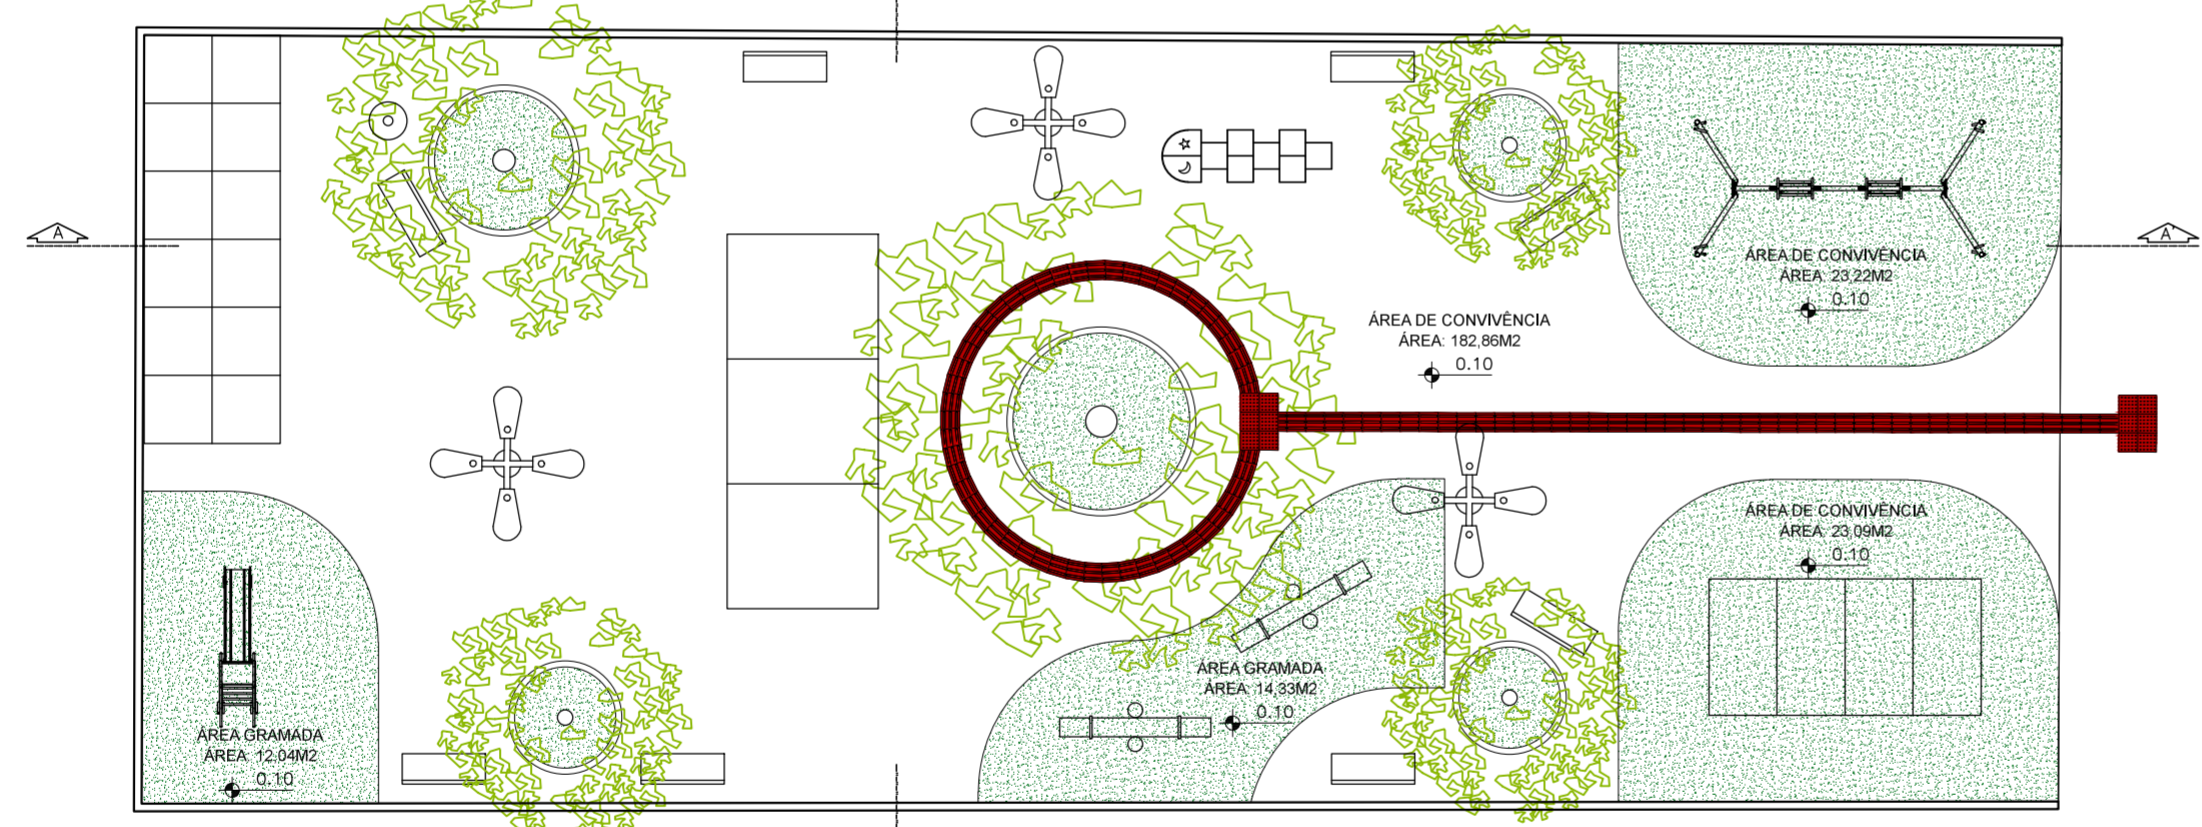 A
A'
ÁREA DE CONVIVÊNCIA
ÁREA: 23,22M2
0.10
ÁREA DE CONVIVÊNCIA
ÁREA: 182,86M2
0.10
ÁREA DE CONVIVÊNCIA
ÁREA: 23,09M2
0.10
ÁREA GRAMADA
ÁREA: 14,33M2
0.10
ÁREA GRAMADA
ÁREA: 12.04M2
0.10